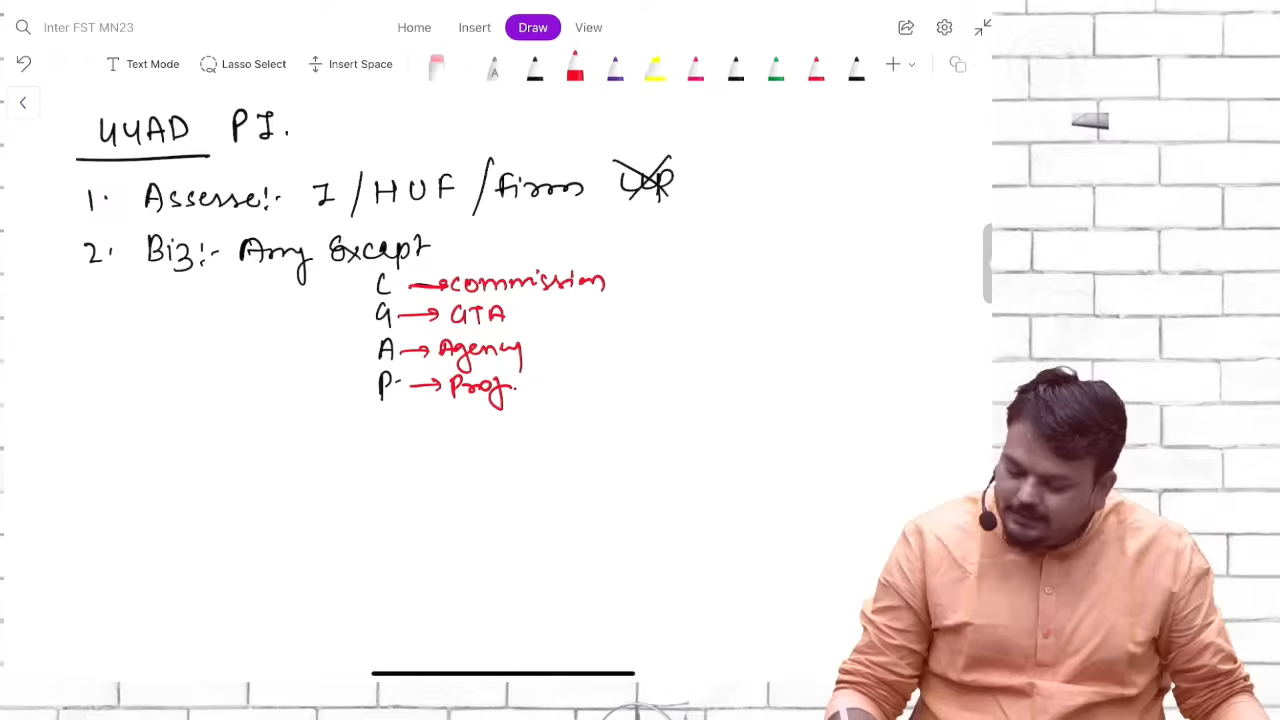 Inter FST MN23
Home Insert Draw View
Text Mode Lasso Select Insert Space
44AD PI.
1. Assesse:- I / HUF / firms LLP
2. Biz:- Any Except
C → commission
G → GTA
A → Agency
P → Prof.